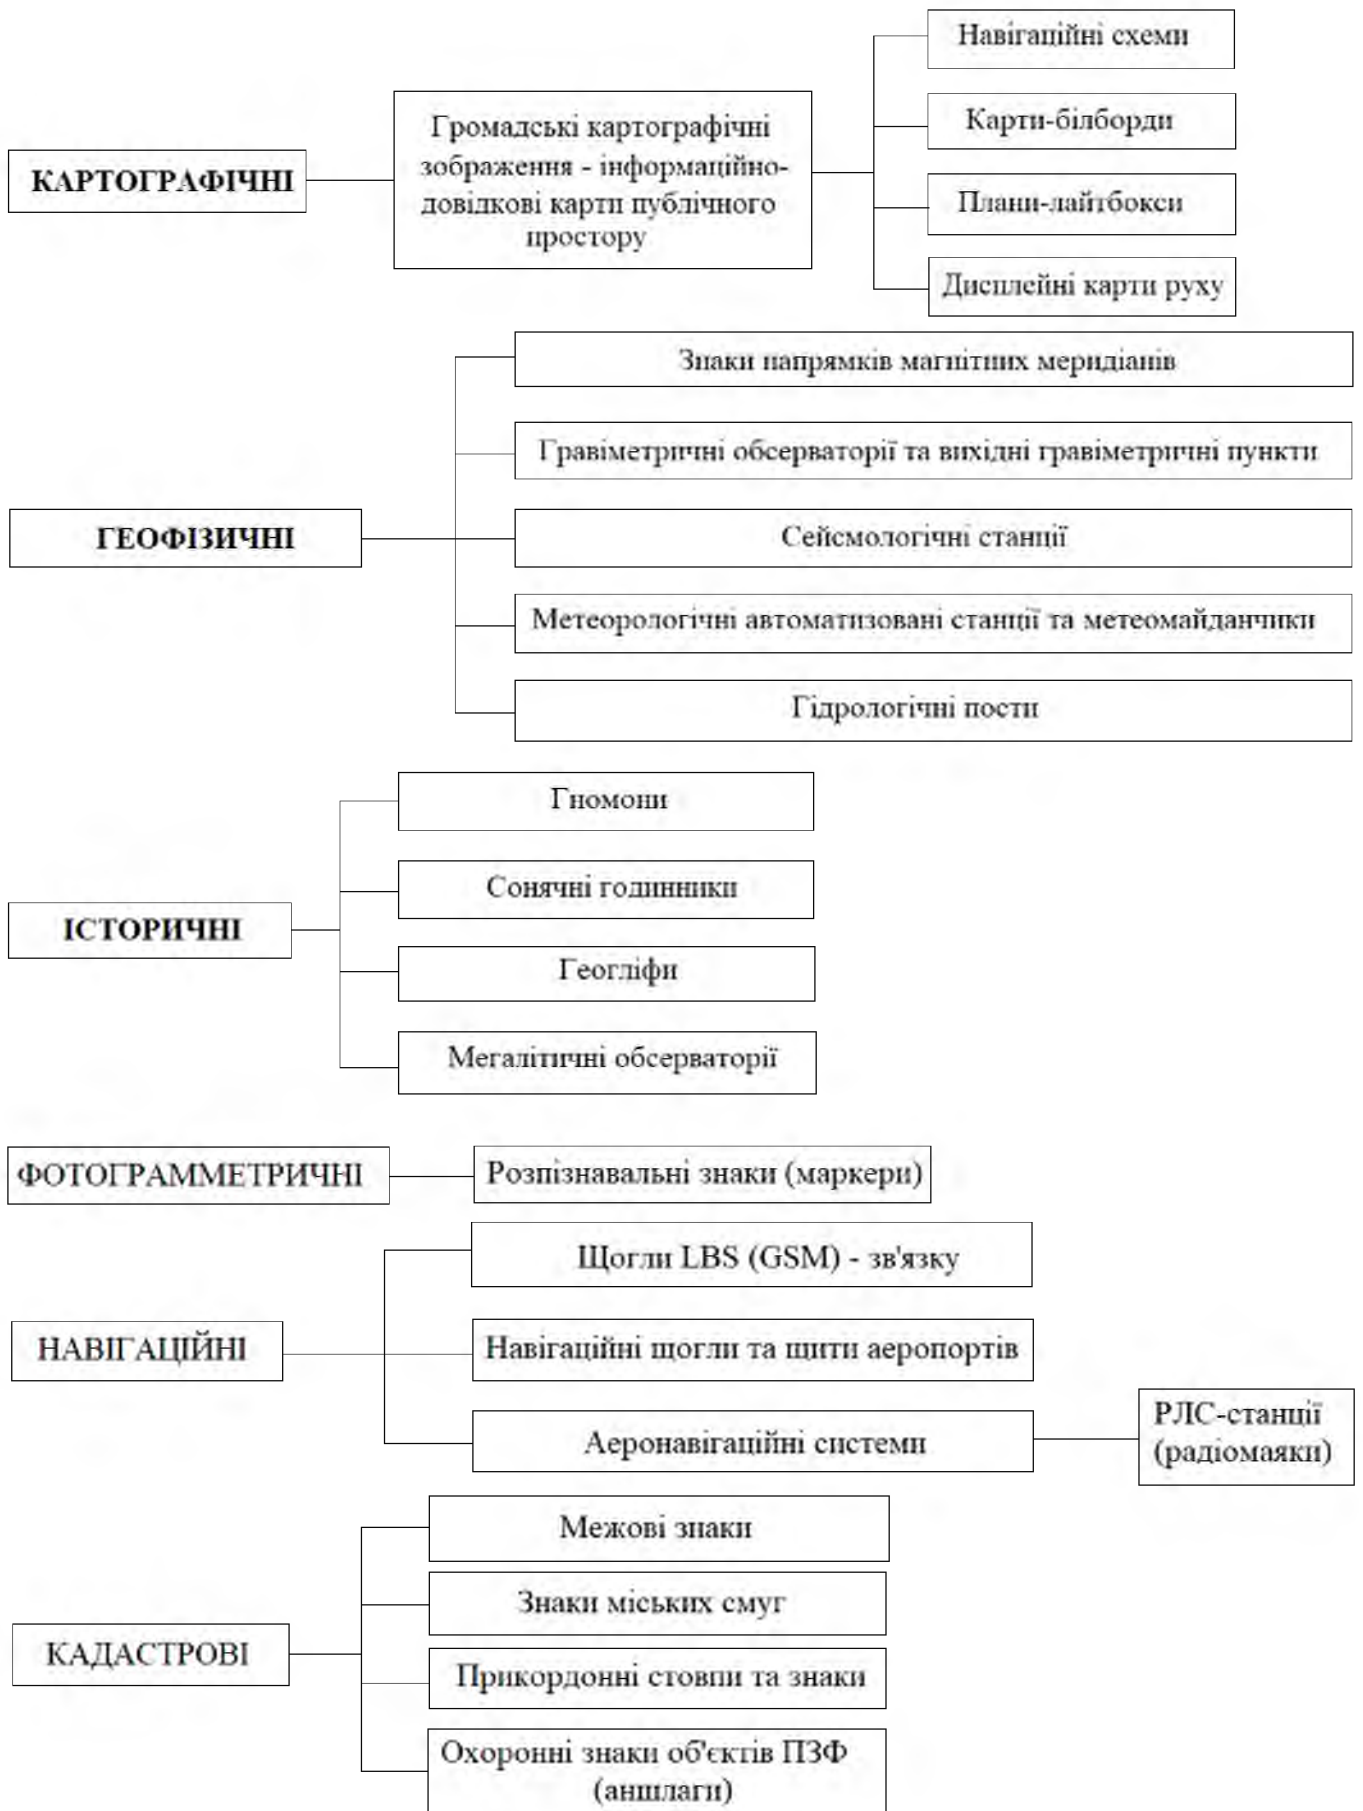 КАРТОГРАФІЧНІ
Громадські картографічні
зображення - інформаційно-
довідкові карти публічного
простору
Навігаційні схеми
Карти-білборди
Плани-лайтбокси
Дисплейні карти руху
ГЕОФІЗИЧНІ
Знаки напрямків магнітних меридіанів
Гравіметричні обсерваторії та вихідні гравіметричні пункти
Сейсмологічні станції
Метеорологічні автоматизовані станції та метеомайданчики
Гідрологічні пости
ІСТОРИЧНІ
Гномони
Сонячні годинники
Геогліфи
Мегалітичні обсерваторії
ФОТОГРАММЕТРИЧНІ
Розпізнавальні знаки (маркери)
НАВІГАЦІЙНІ
Щогли LBS (GSM) - зв'язку
Навігаційні щогли та щити аеропортів
Аеронавігаційні системи
РЛС-станції
(радіомаяки)
КАДАСТРОВІ
Межові знаки
Знаки міських смуг
Прикордонні стовпи та знаки
Охоронні знаки об'єктів ПЗФ
(аншлаги)